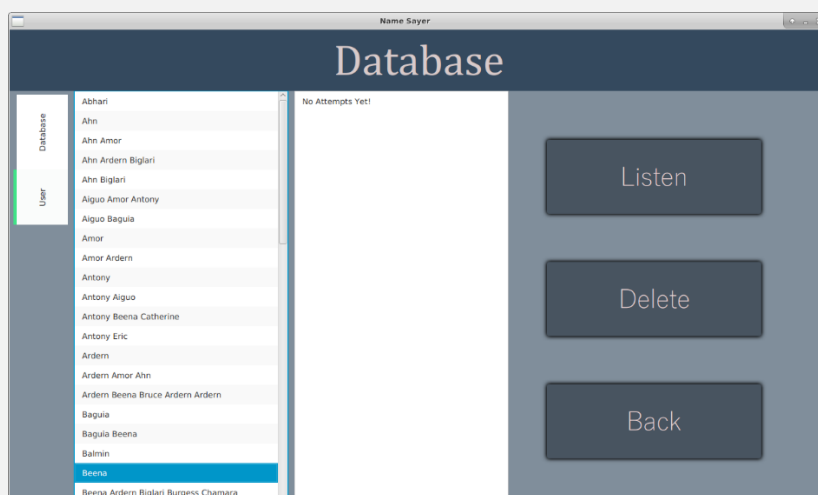 Name Sayer
Database
Database
User
Abhari
Ahn
Ahn Amor
Ahn Ardern Biglari
Ahn Biglari
Aiguo Amor Antony
Aiguo Baguia
Amor
Amor Ardern
Antony
Antony Aiguo
Antony Beena Catherine
Antony Eric
Ardern
Ardern Amor Ahn
Ardern Beena Bruce Ardern Ardern
Baguia
Baguia Beena
Balmin
Beena
Beena Ardern Biglari Burgess Chamara
No Attempts Yet!
Listen
Delete
Back